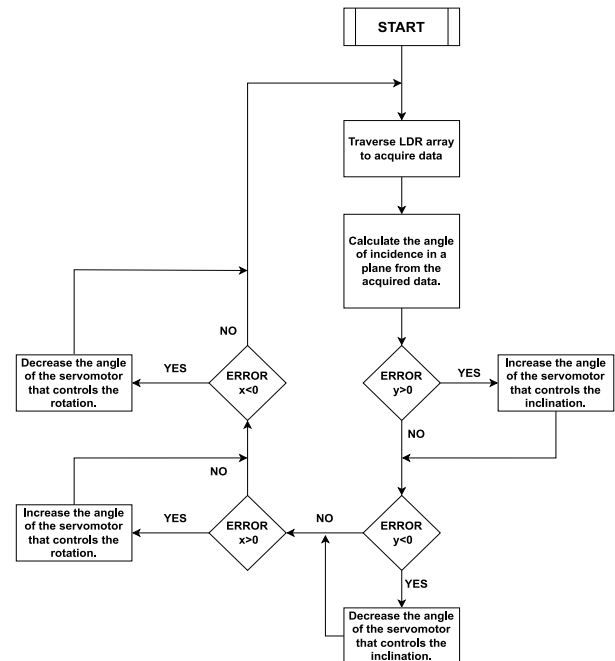 START
Traverse LDR array
to acquire data
Calculate the angle
of incidence in a
plane from the
acquired data.
ERROR
y>0
YES
Increase the angle
of the servomotor
that controls the
inclination.
NO
ERROR
y<0
YES
Decrease the angle
of the servomotor
that controls the
inclination.
NO
ERROR
x>0
YES
Increase the angle
of the servomotor
that controls the
rotation.
NO
ERROR
x<0
YES
Decrease the angle
of the servomotor
that controls the
rotation.
NO